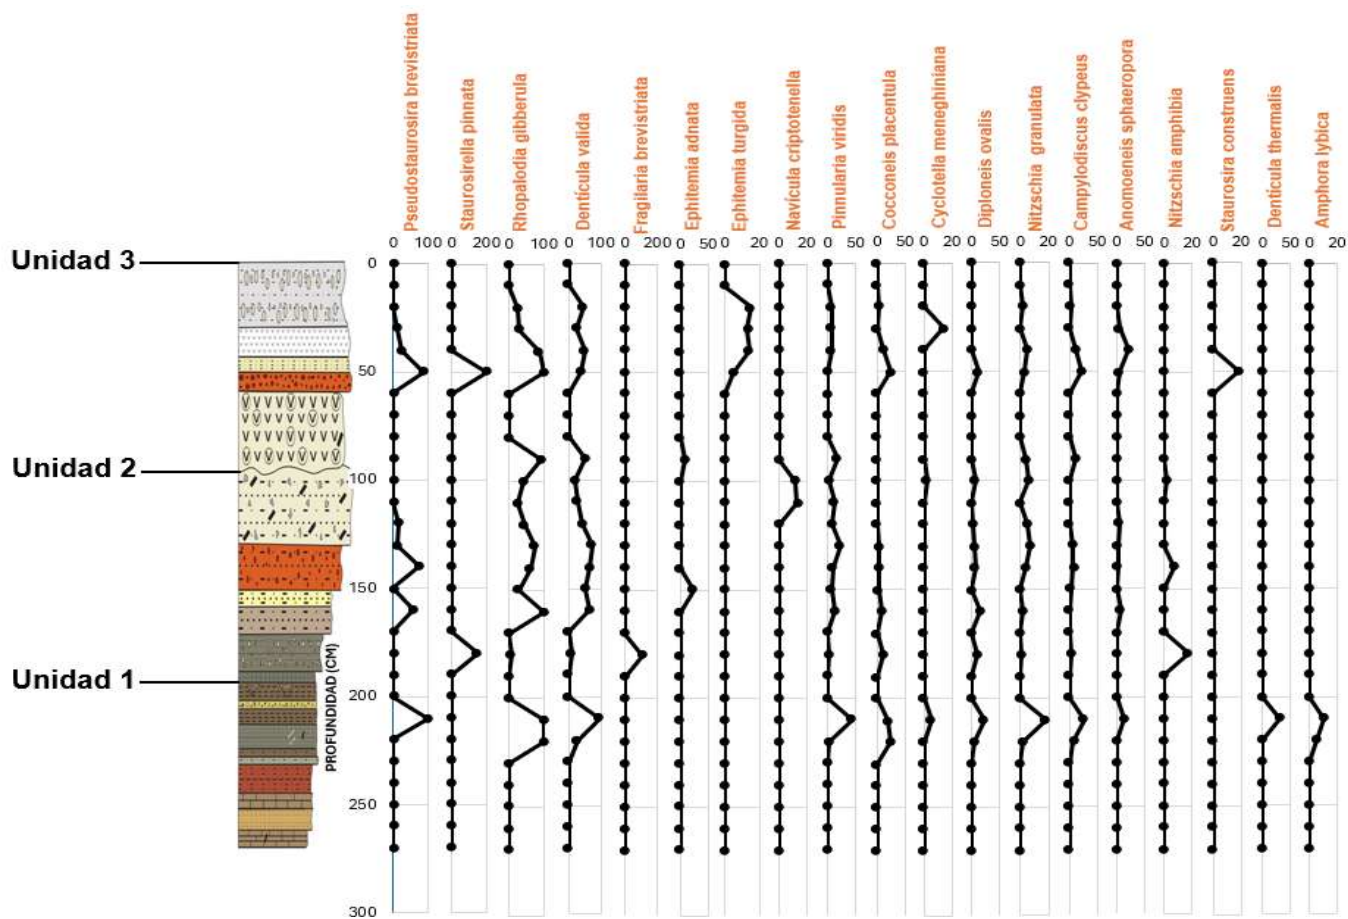 Pseudostaurosira brevistriata
Staurosirella pinnata
Rhopalodia gibberula
Dentícula valida
Fragilaria brevistriata
Ephitemia adnata
Ephitemia turgida
Navicula criptotenella
Pinnularia viridis
Cocconeis placentula
Cyclotella meneghiniana
Diploneis ovalis
Nitzschia granulata
Campylodiscus clypeus
Anomoeneis sphaeropora
Nitzschia amphibia
Staurosira construens
Denticula thermalis
Amphora lybica
0 100 0 200 0 100 0 100 0 200 0 50 0 20 0 20 0 50 0 50 0 20 0 50 0 20 0 50 0 20 0 20 0 20 0 50 0 20
Unidad 3
Unidad 2
Unidad 1
PROFUNDIDAD (CM)
0
50
100
150
200
250
300